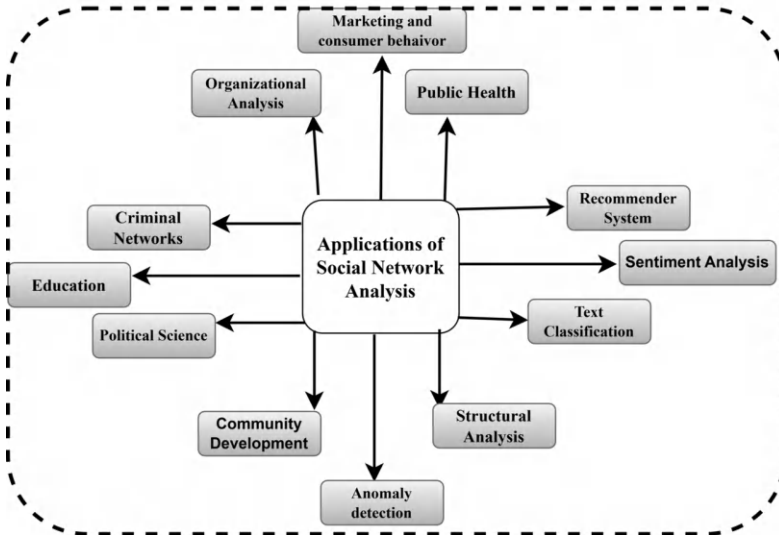 Marketing and
consumer behaivor
Organizational
Analysis
Public Health
Criminal
Networks
Recommender
System
Applications of
Social Network
Analysis
Education
Sentiment Analysis
Political Science
Text
Classification
Community
Development
Structural
Analysis
Anomaly
detection